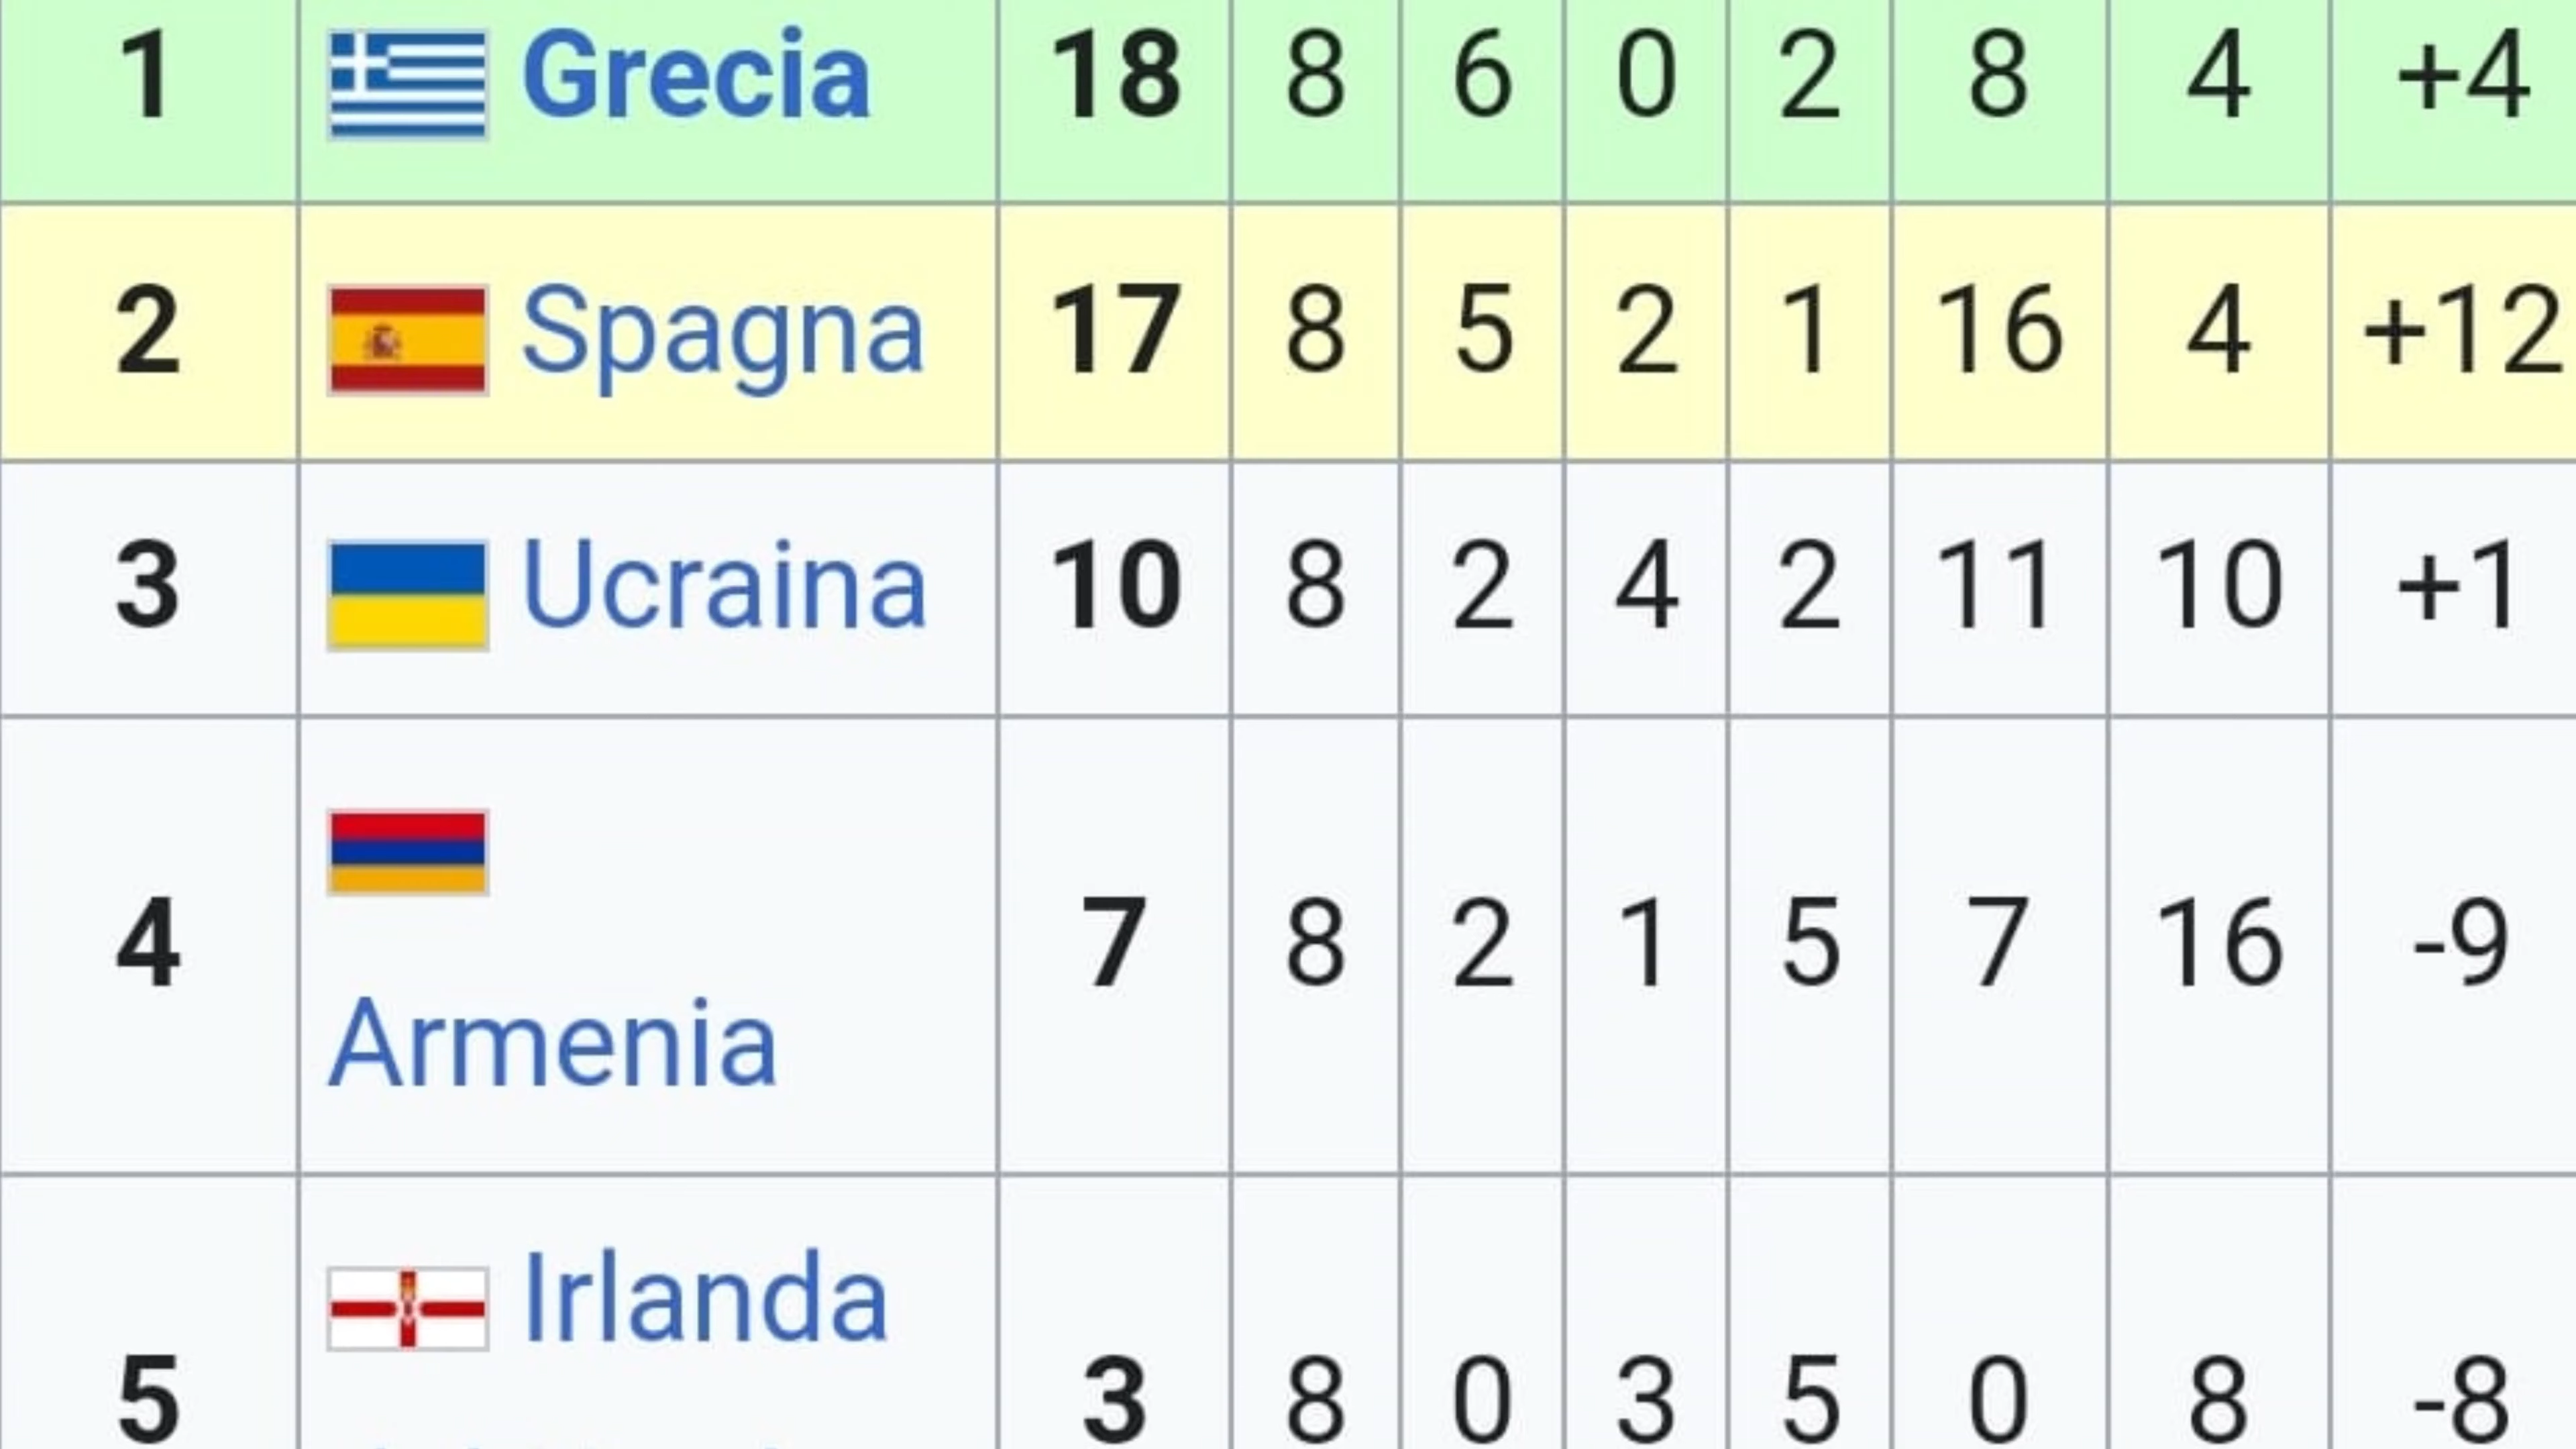 1 Grecia 18 8 6 0 2 8 4 +4
2 Spagna 17 8 5 2 1 16 4 +12
3 Ucraina 10 8 2 4 2 11 10 +1
4 Armenia 7 8 2 1 5 7 16 -9
5 Irlanda 3 8 0 3 5 0 8 -8